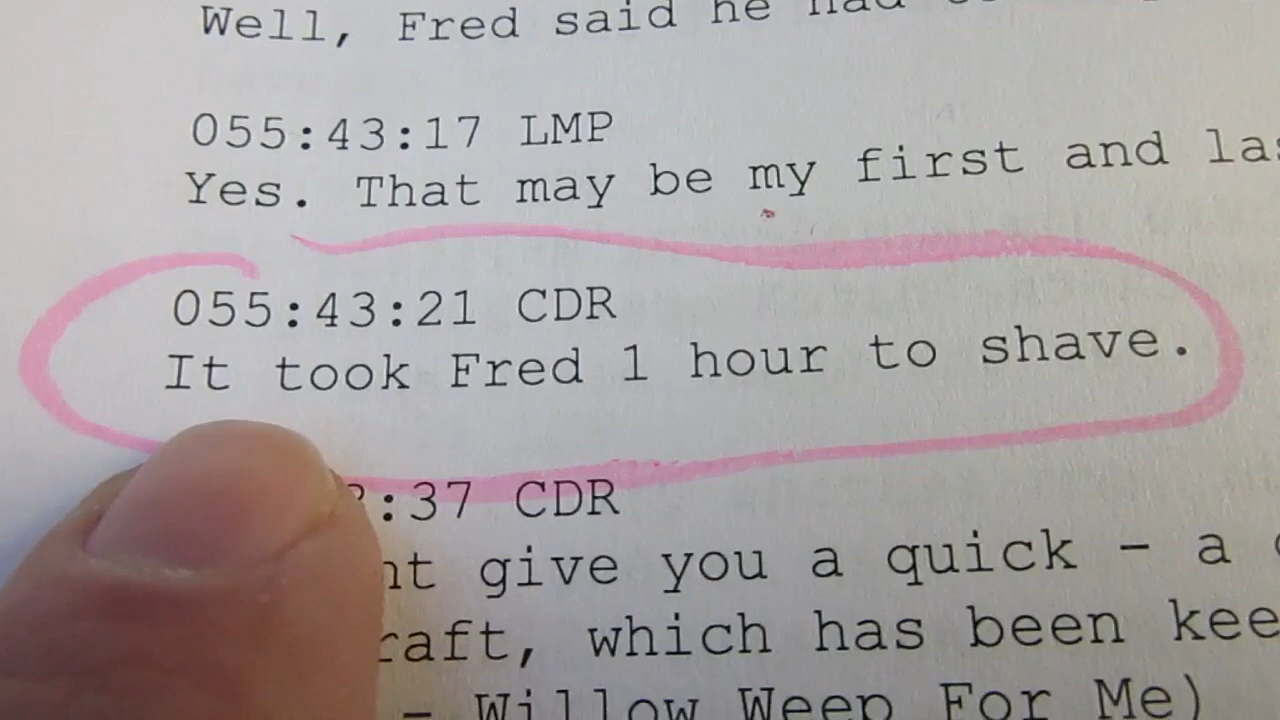 Well, Fred said he had
055:43:17 LMP
Yes. That may be my first and
055:43:21 CDR
It took Fred 1 hour to shave.
:37 CDR
give you a quick – a
which has been
– Willow Weep For Me)